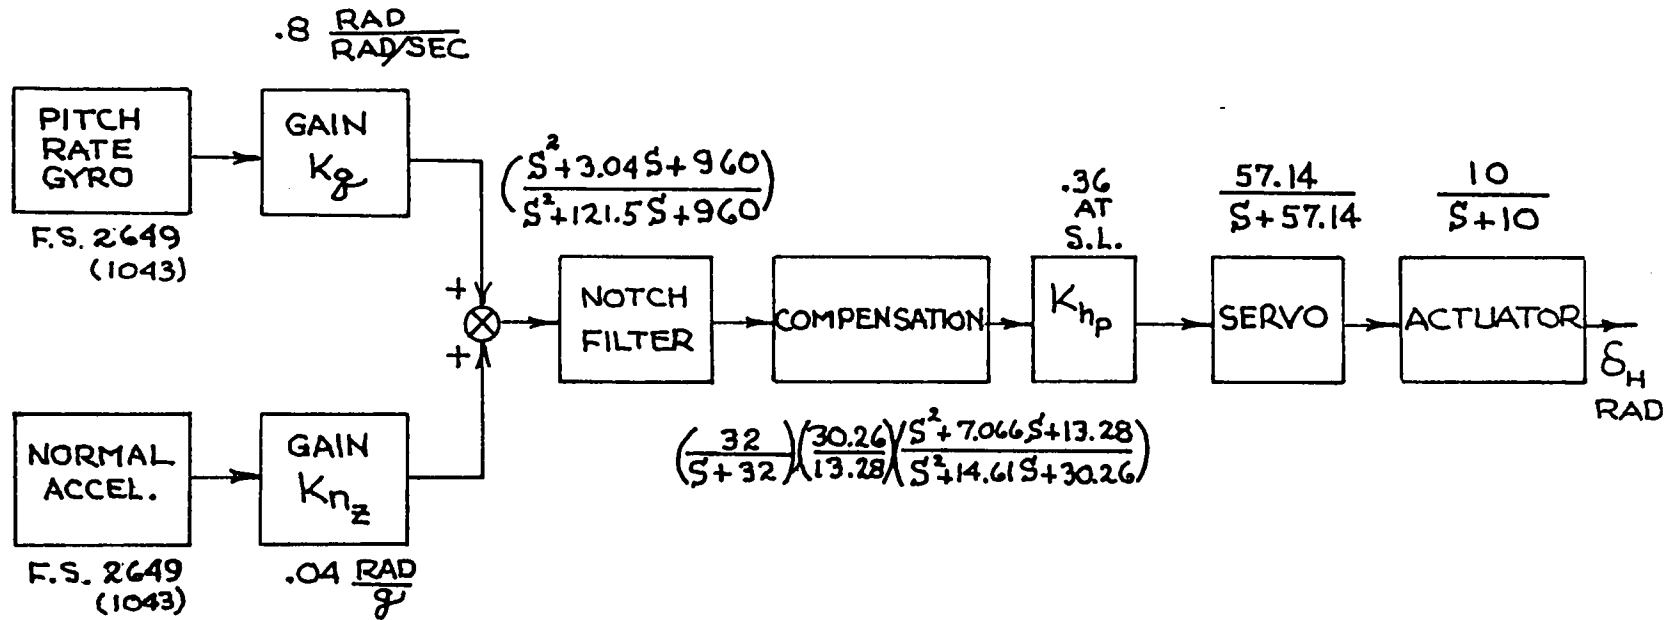 .8 RAD
RAD/SEC
PITCH
RATE
GYRO
F.S. 2649
(1043)
GAIN
Kq
(S²+3.04S+960
S²+121.5S+960)
+
+
NOTCH
FILTER
COMPENSATION
(32
S+32)(30.26
13.28)(S²+7.066S+13.28
S²+14.61S+30.26)
.36
AT
S.L.
Khp
57.14
S+57.14
SERVO
10
S+10
ACTUATOR
δH
RAD
NORMAL
ACCEL.
F.S. 2649
(1043)
GAIN
Knz
.04 RAD
g